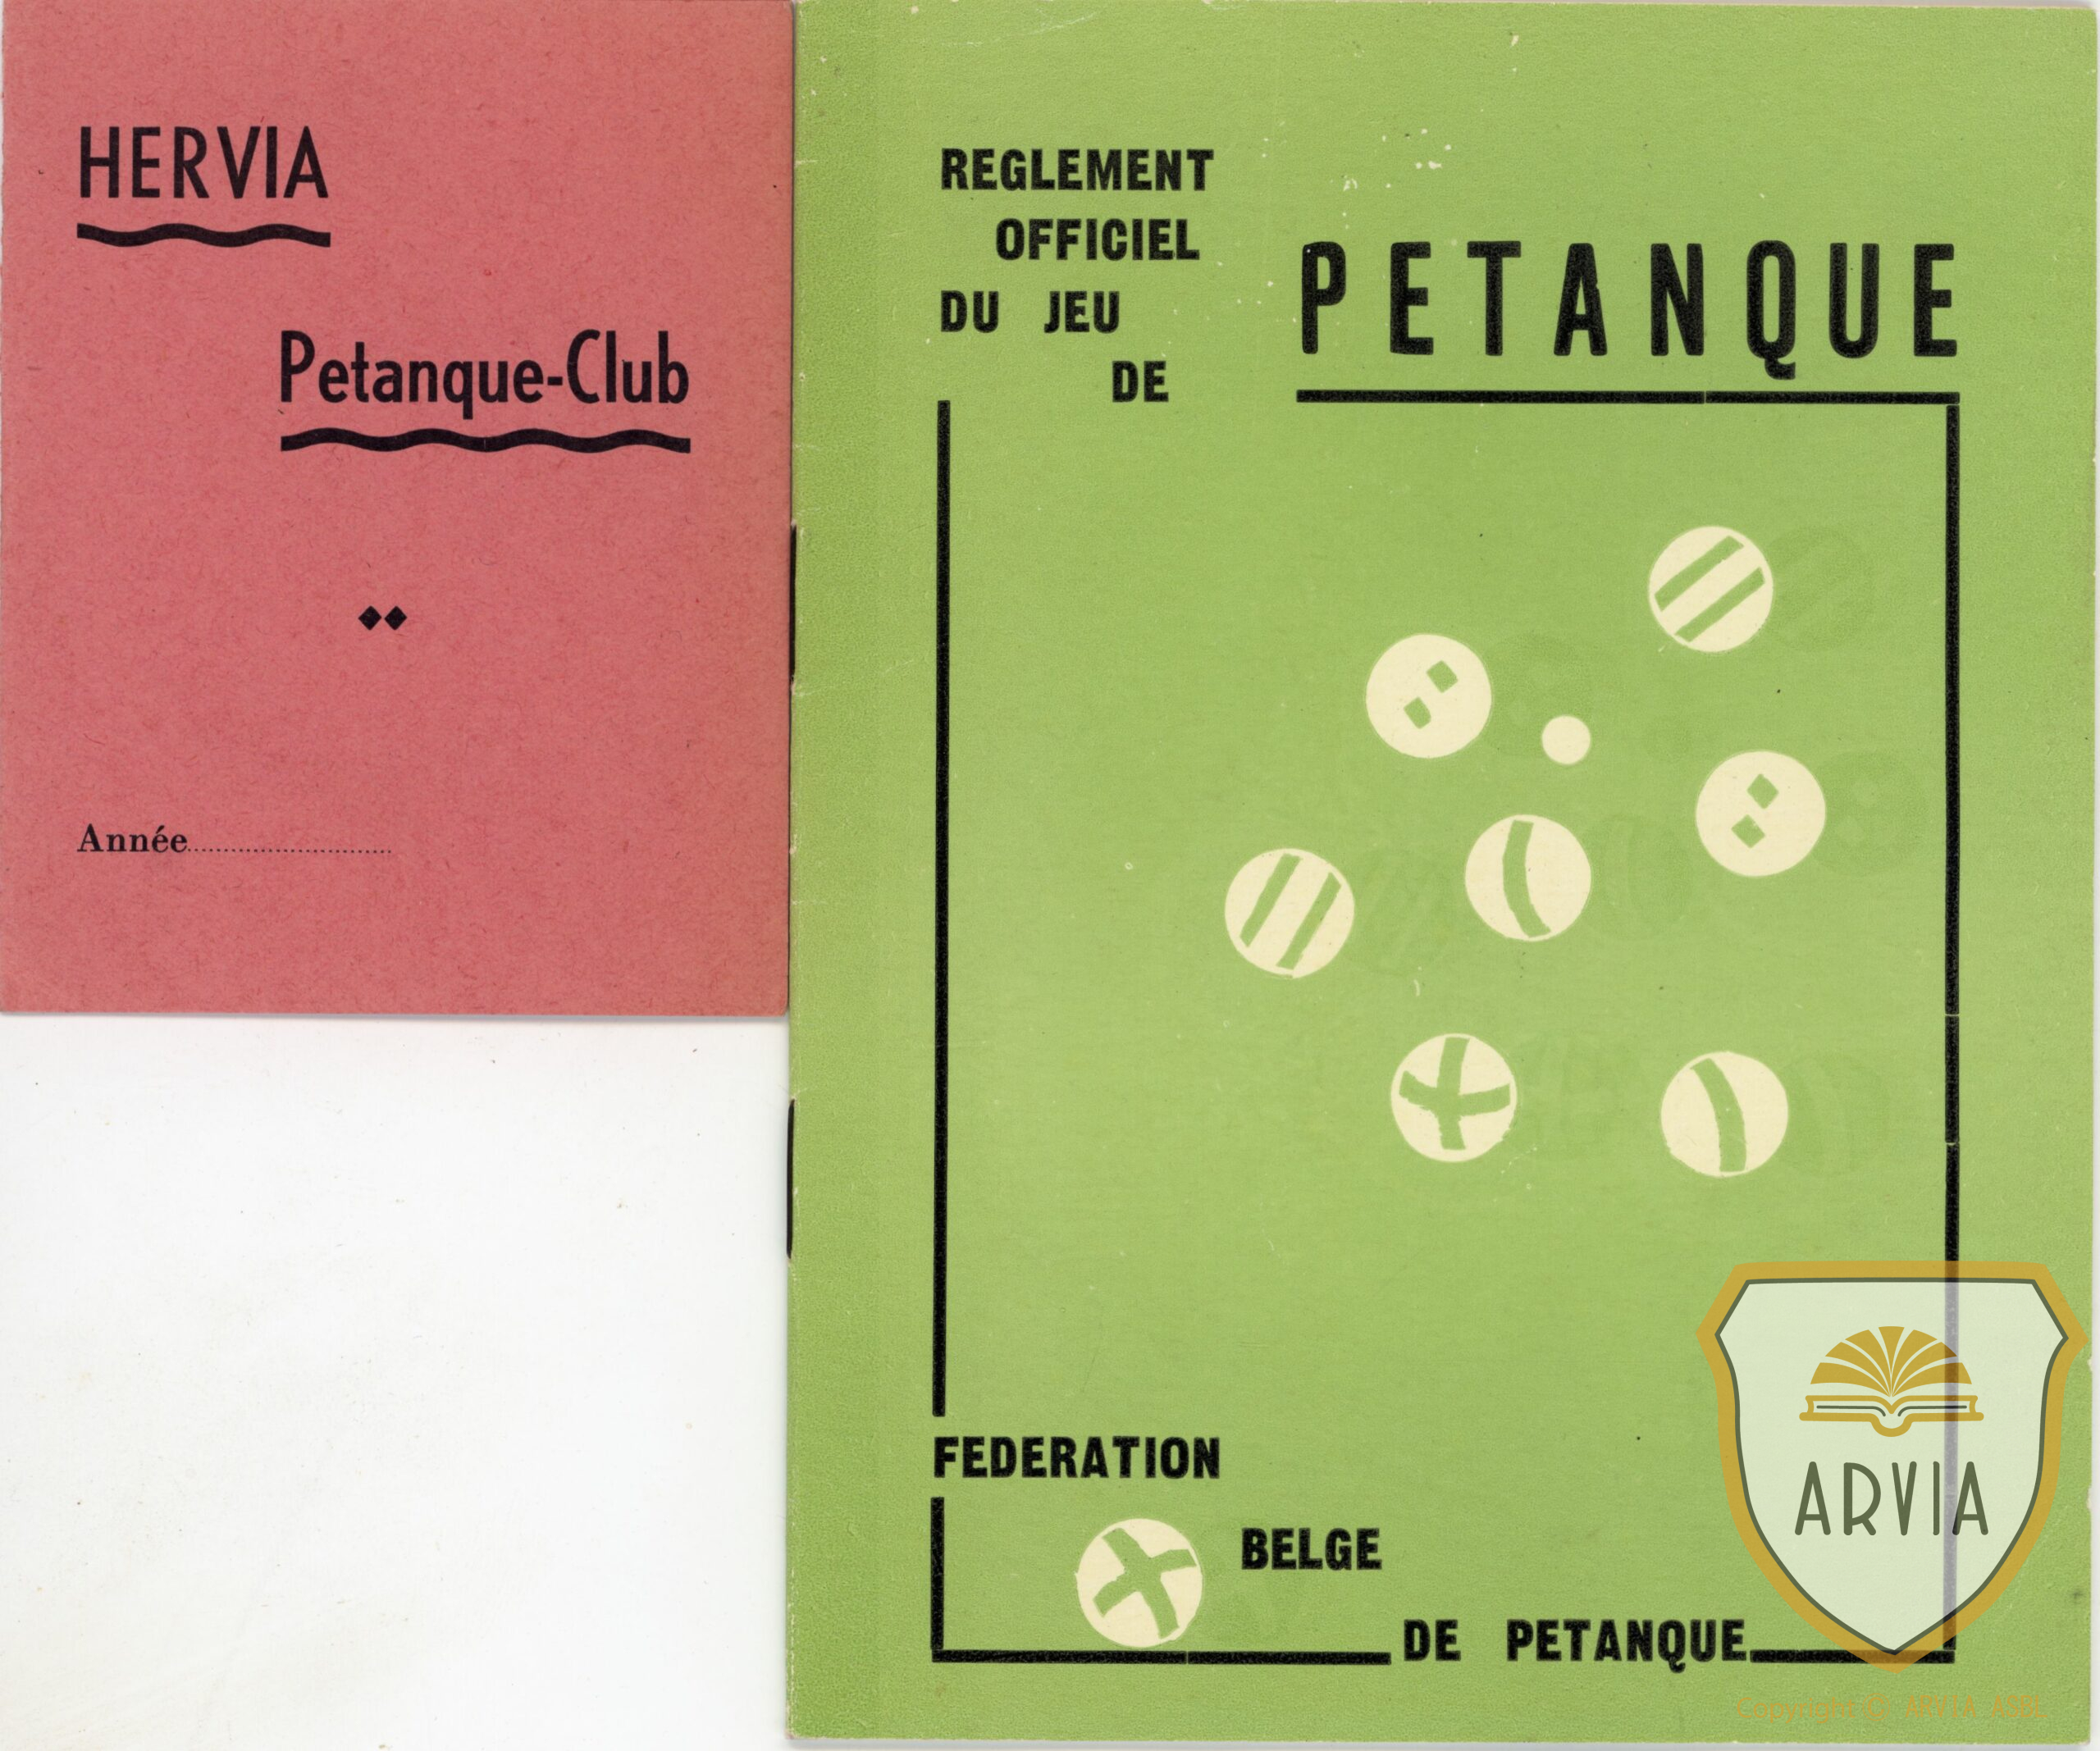 HERVIA
Petanque-Club
Année
REGLEMENT
OFFICIEL
DU JEU
DE
PETANQUE
FEDERATION
BELGE
DE PETANQUE
ARVIA
Copyright © ARVIA ASBL